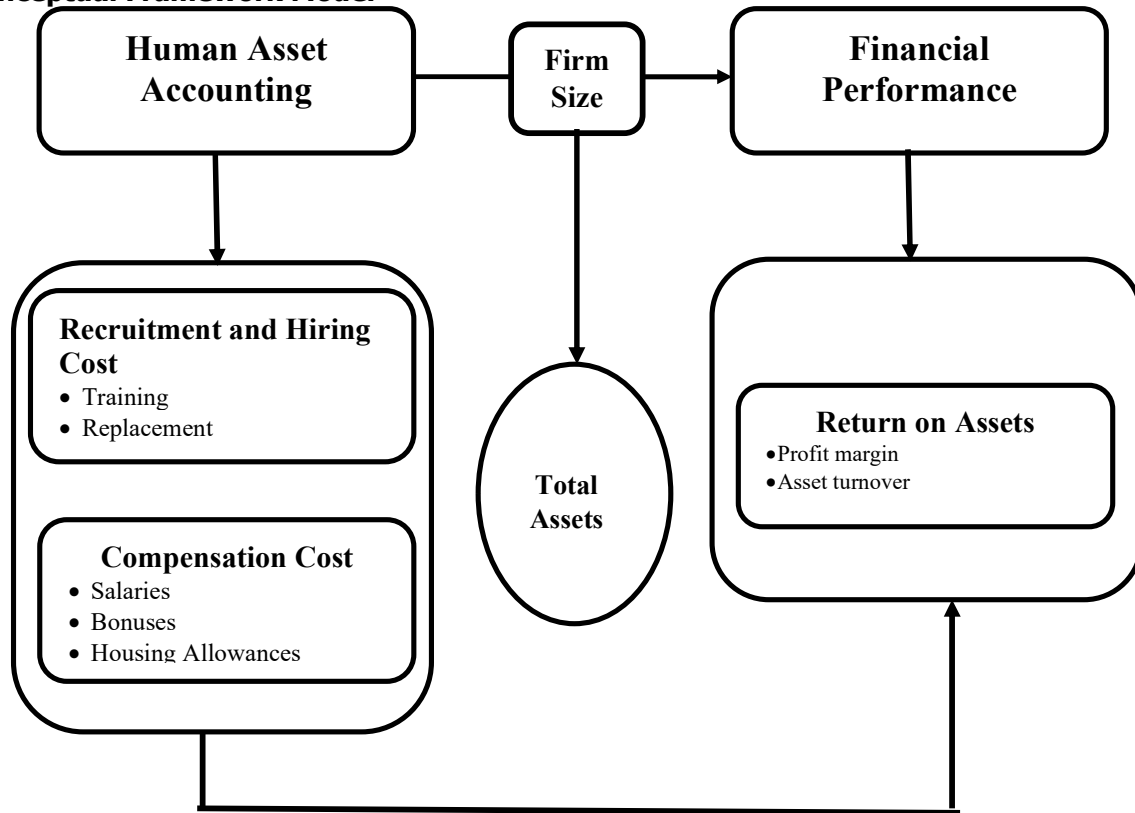 Human Asset
Accounting
Firm
Size
Financial
Performance
Recruitment and Hiring
Cost
• Training
• Replacement
Compensation Cost
• Salaries
• Bonuses
• Housing Allowances
Total
Assets
Return on Assets
•Profit margin
•Asset turnover